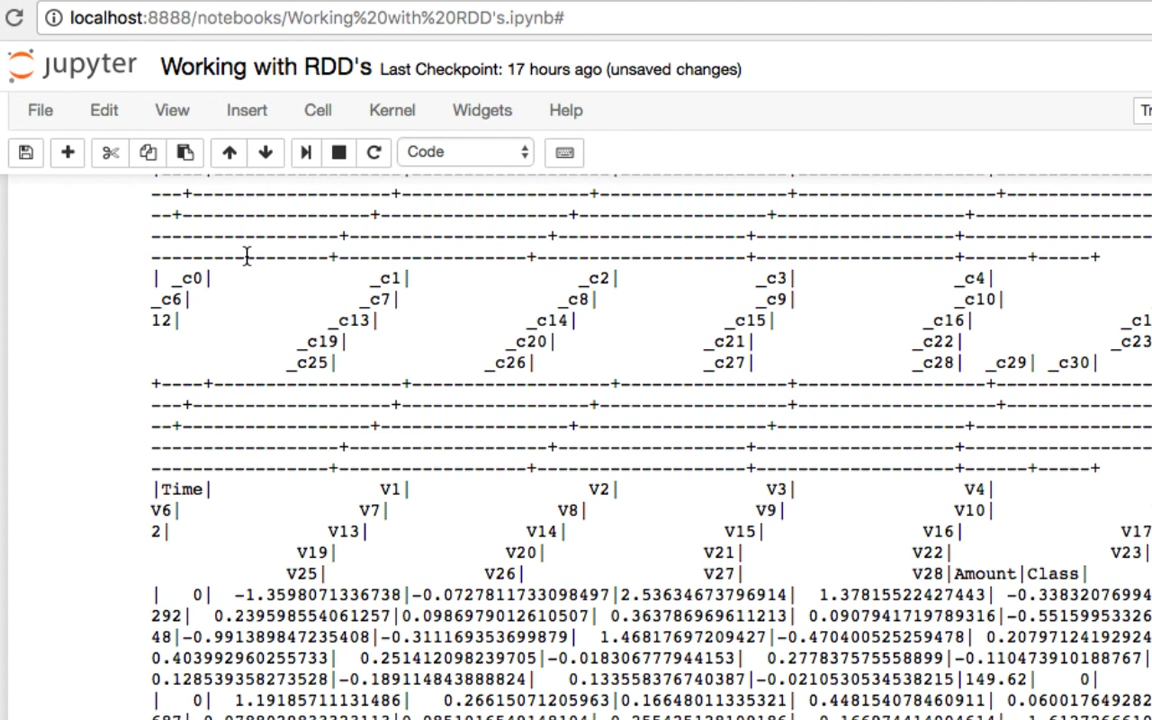 localhost:8888/notebooks/Working%20with%20RDD's.ipynb#
jupyter Working with RDD's Last Checkpoint: 17 hours ago (unsaved changes)
File Edit View Insert Cell Kernel Widgets Help
Code
---+-------------------+------------------+------------------+-------------------+--------------
--+------------------+------------------+------------------+------------------+-----------------
------------------+-------------------+------------------+-------------------+------------------
-----------------+------------------+--------------------+-------------------+------+-----+
| _c0| _c1| _c2| _c3| _c4|
_c6| _c7| _c8| _c9| _c10|
12| _c13| _c14| _c15| _c16| _c1
_c19| _c20| _c21| _c22| _c23
_c25| _c26| _c27| _c28| _c29| _c30|
+----+------------------+-------------------+----------------+------------------+---------------
---+-------------------+------------------+------------------+-------------------+--------------
--+------------------+------------------+------------------+------------------+-----------------
------------------+-------------------+------------------+-------------------+------------------
-----------------+------------------+--------------------+-------------------+------+-----+
|Time| V1| V2| V3| V4|
V6| V7| V8| V9| V10|
2| V13| V14| V15| V16| V17
V19| V20| V21| V22| V23|
V25| V26| V27| V28|Amount|Class|
| 0| -1.3598071336738|-0.0727811733098497|2.53634673796914| 1.37815522427443| -0.33832076994
292| 0.239598554061257|0.0986979012610507| 0.363786969611213| 0.0907941719789316| -0.55159953326
48|-0.991389847235408|-0.311169353699879| 1.46817697209427|-0.470400525259478| 0.20797124192924
0.403992960255733| 0.251412098239705|-0.018306777944153| 0.277837575558899|-0.110473910188767|
0.128539358273528|-0.189114843888824| 0.133558376740387|-0.0210530534538215|149.62| 0|
| 0| 1.19185711131486| 0.26615071205963|0.16648011335321| 0.448154078460911| 0.060017649282